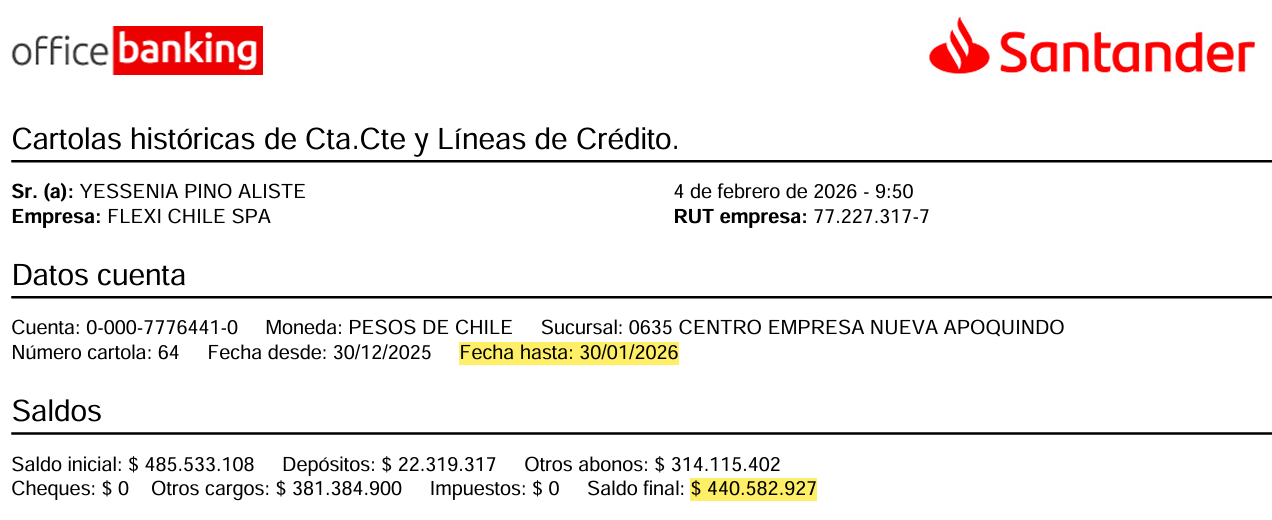 officebanking
Santander
Cartolas históricas de Cta.Cte y Líneas de Crédito.
Sr. (a): YESSENIA PINO ALISTE 4 de febrero de 2026 - 9:50
Empresa: FLEXI CHILE SPA RUT empresa: 77.227.317-7
Datos cuenta
Cuenta: 0-000-7776441-0 Moneda: PESOS DE CHILE Sucursal: 0635 CENTRO EMPRESA NUEVA APOQUINDO
Número cartola: 64 Fecha desde: 30/12/2025 Fecha hasta: 30/01/2026
Saldos
Saldo inicial: $ 485.533.108 Depósitos: $ 22.319.317 Otros abonos: $ 314.115.402
Cheques: $ 0 Otros cargos: $ 381.384.900 Impuestos: $ 0 Saldo final: $ 440.582.927